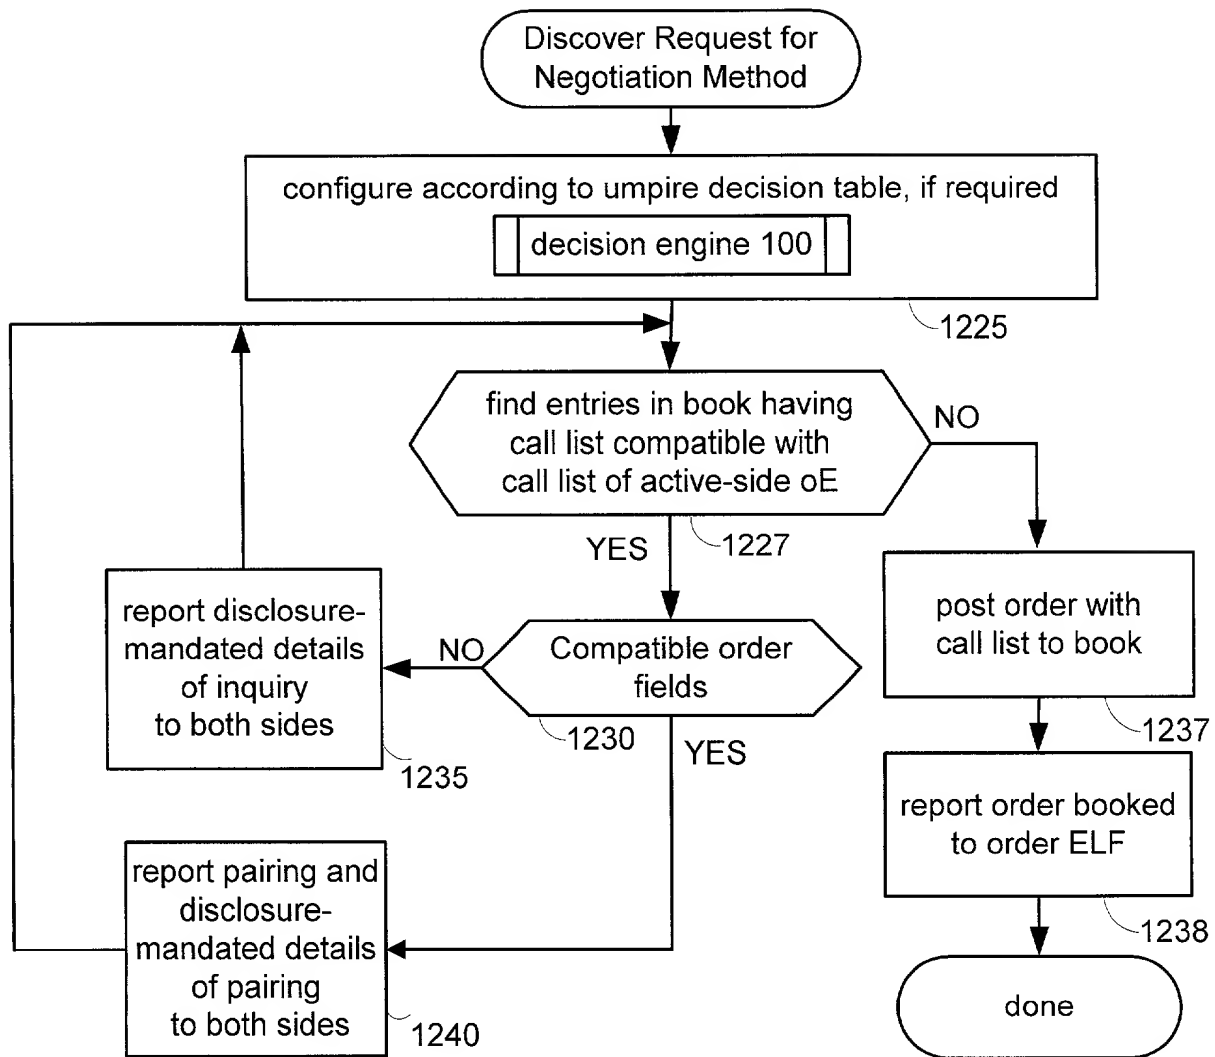 Discover Request for
Negotiation Method
configure according to umpire decision table, if required
decision engine 100
1225
find entries in book having
call list compatible with
call list of active-side oE
NO
YES
1227
post order with
call list to book
1237
Compatible order
fields
NO
1230
YES
report disclosure-
mandated details
of inquiry
to both sides
1235
report order booked
to order ELF
1238
report pairing and
disclosure-
mandated details
of pairing
to both sides
1240
done